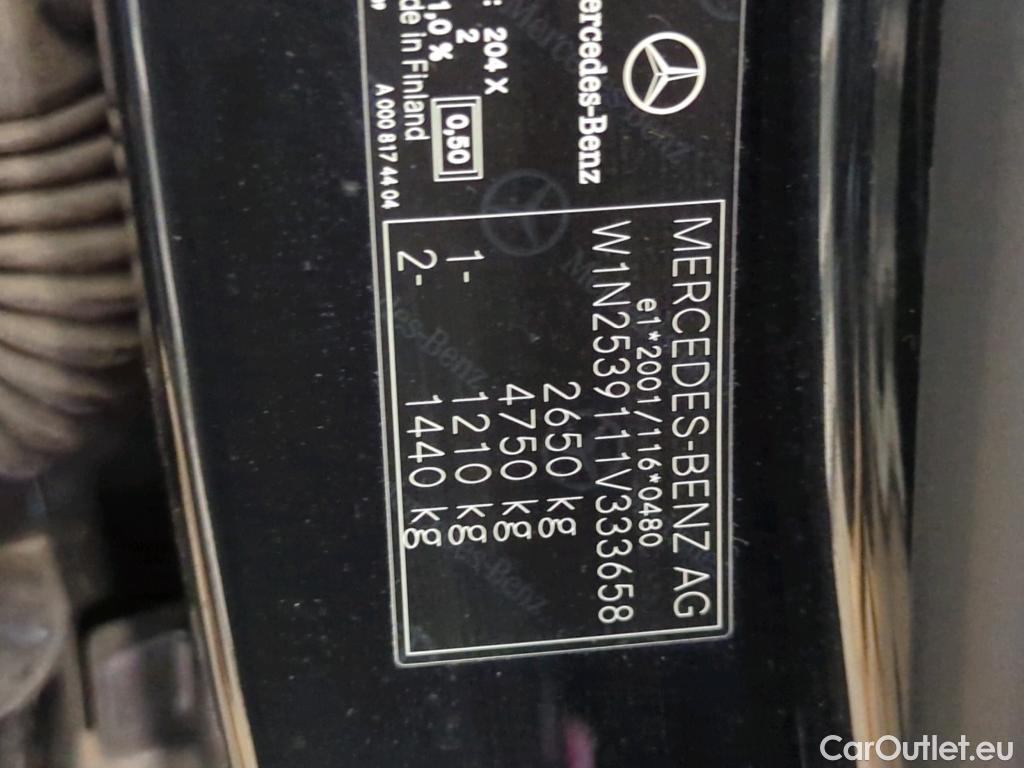 MERCEDES-BENZ AG
e1*2001/116*0480
W1N2539111V333658
2650 kg
4750 kg
1- 1210 kg
2- 1440 kg
Mercedes-Benz
: 204 X
2 0,50
1,0 %
de in Finland
A 000 817 44 04
CarOutlet.eu